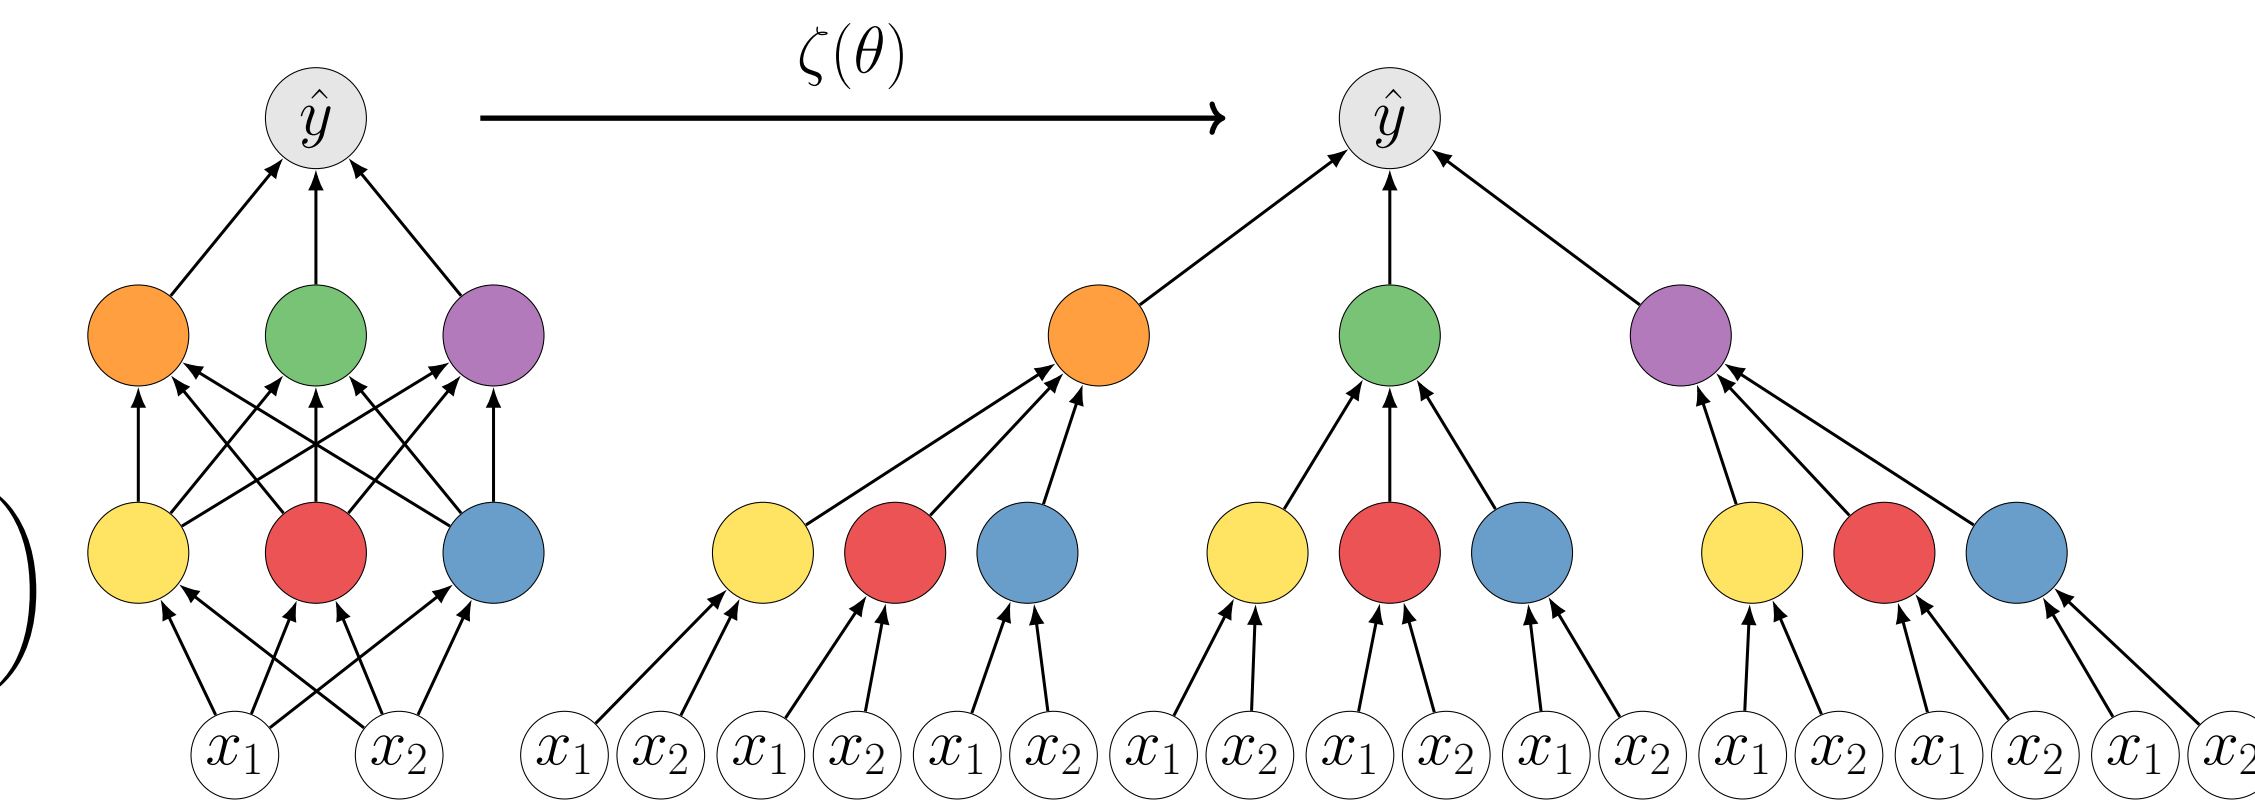 ζ(θ)
ŷ ŷ
)
x₁ x₂ x₁ x₂ x₁ x₂ x₁ x₂ x₁ x₂ x₁ x₂ x₁ x₂ x₁ x₂ x₁ x₂ x₁ x₂